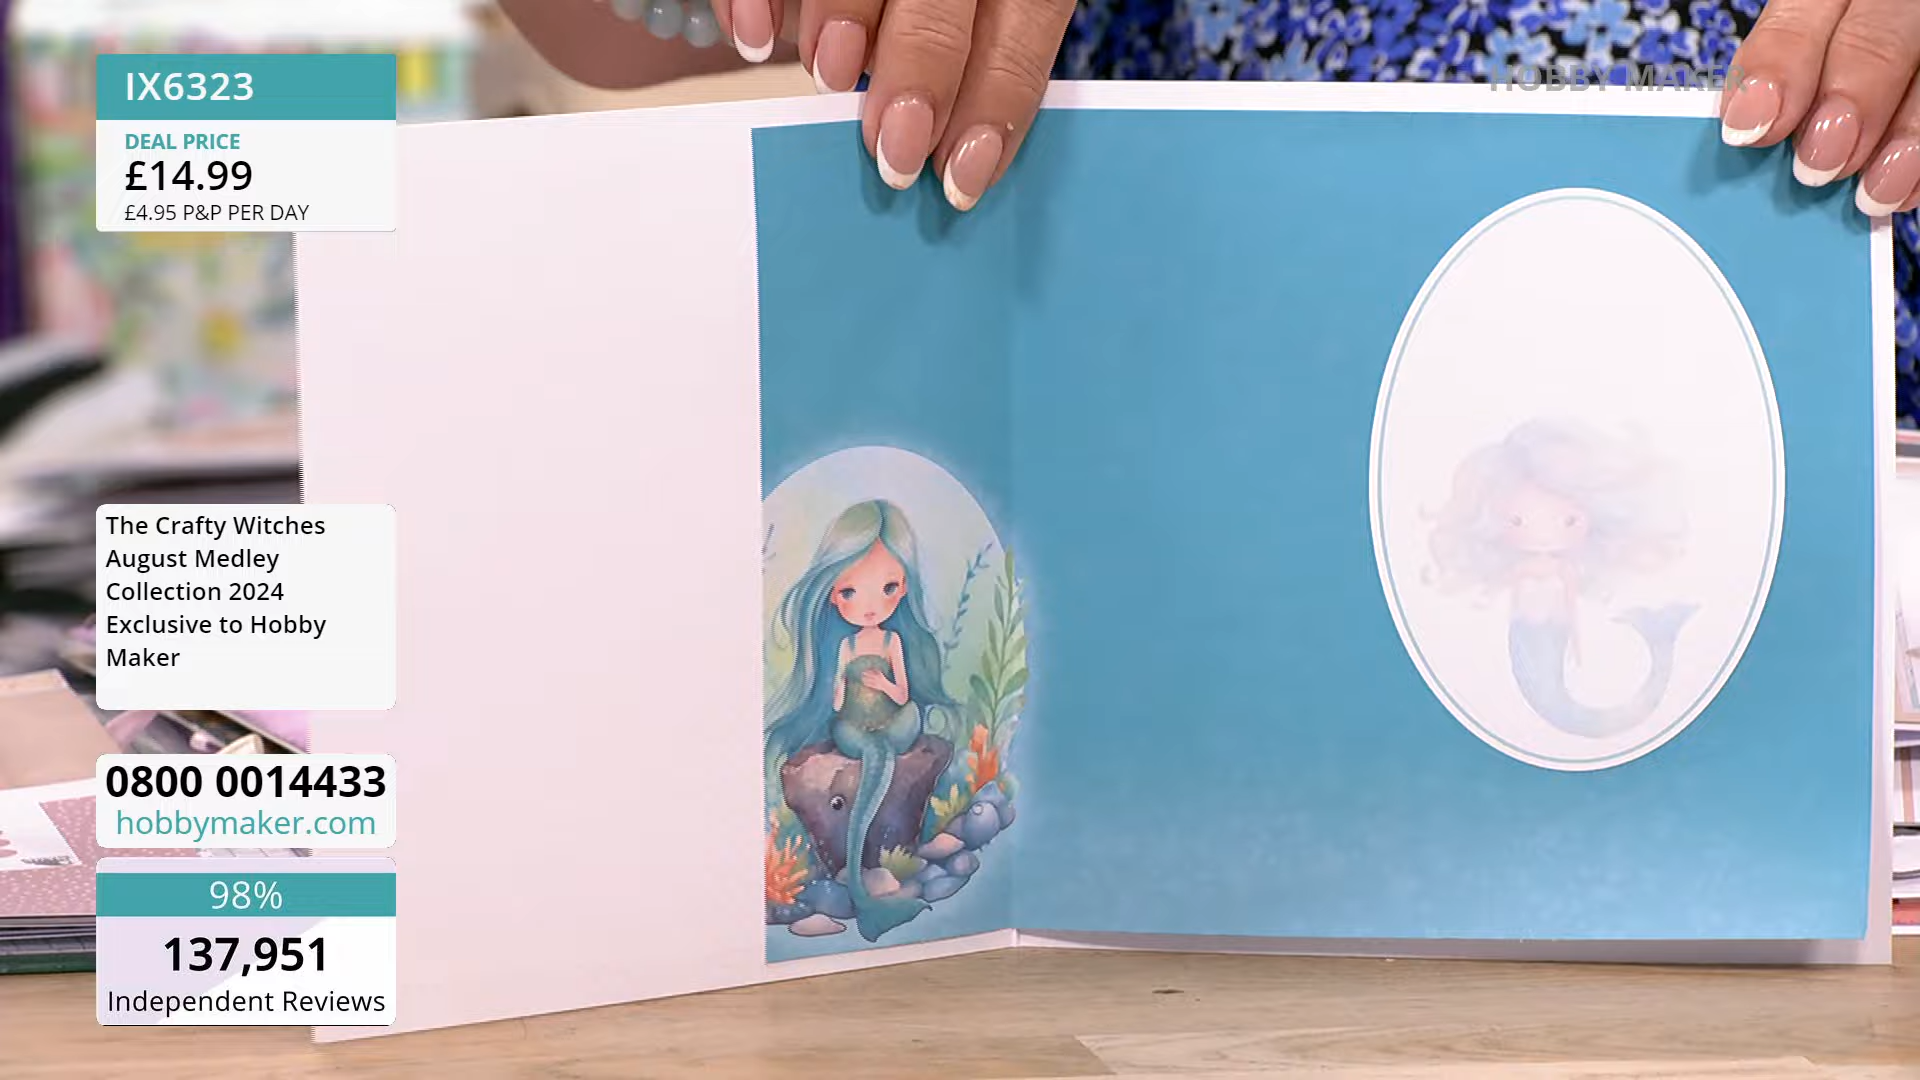 IX6323
DEAL PRICE
£14.99
£4.95 P&P PER DAY
HOBBY MAKER
The Crafty Witches
August Medley
Collection 2024
Exclusive to Hobby
Maker
0800 0014433
hobbymaker.com
98%
137,951
Independent Reviews